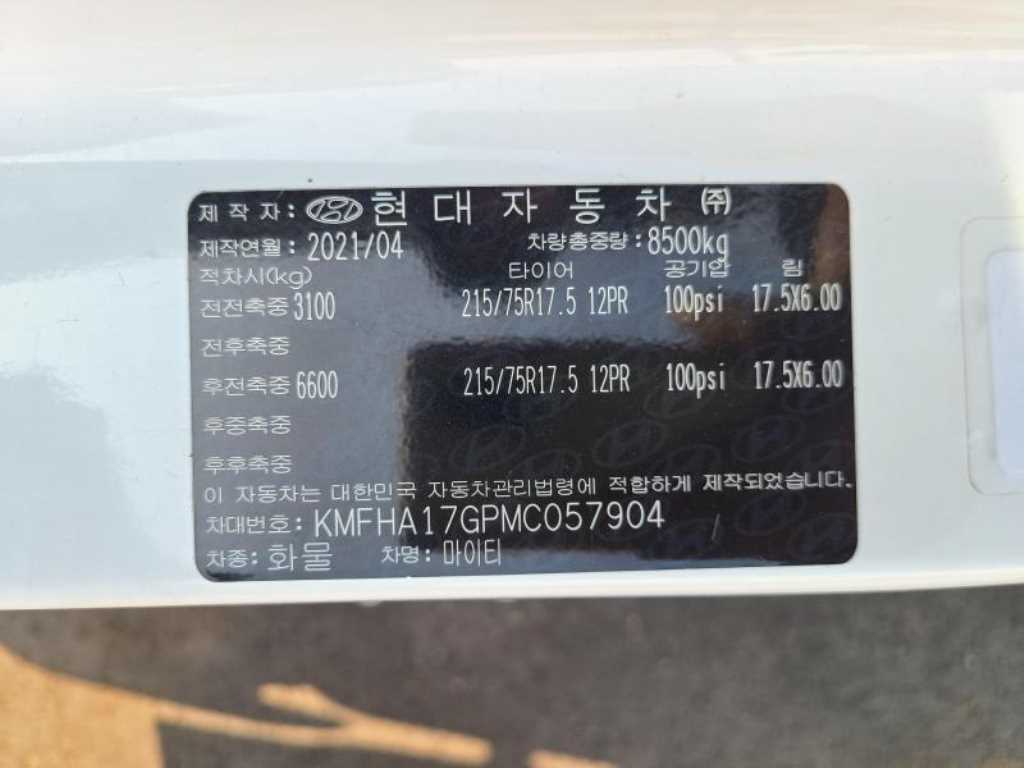 제작자: 현대자동차 ㈜
제작연월: 2021/04 차량총중량: 8500kg
적차시(kg) 타이어 공기압 림
전전축중 3100 215/75R17.5 12PR 100psi 17.5X6.00
전후축중
후전축중 6600 215/75R17.5 12PR 100psi 17.5X6.00
후중축중
후후축중
이 자동차는 대한민국 자동차관리법령에 적합하게 제작되었습니다.
차대번호: KMFHA17GPMC057904
차종: 화물 차명: 마이티